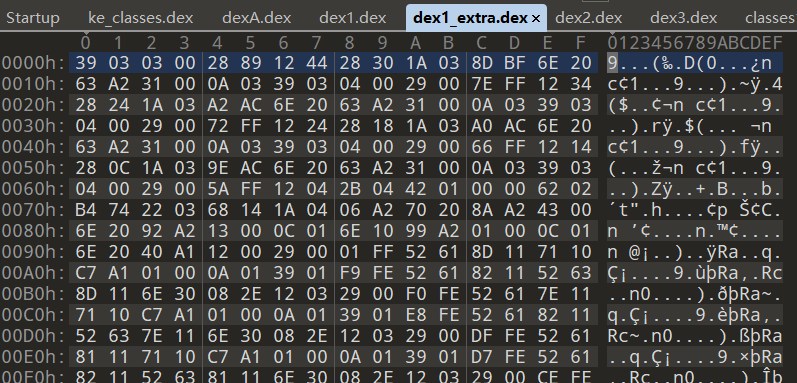 Startup ke_classes.dex dexA.dex dex1.dex dex1_extra.dex × dex2.dex dex3.dex classes
0 1 2 3 4 5 6 7 8 9 A B C D E F 0123456789ABCDEF
0000h: 39 03 03 00 28 89 12 44 28 30 1A 03 8D BF 6E 20 9...(‰.D(0...¿n
0010h: 63 A2 31 00 0A 03 39 03 04 00 29 00 7E FF 12 34 c¢1...9...).~ÿ.4
0020h: 28 24 1A 03 A2 AC 6E 20 63 A2 31 00 0A 03 39 03 ($..¢¬n c¢1...9.
0030h: 04 00 29 00 72 FF 12 24 28 18 1A 03 A0 AC 6E 20 ..).rÿ.$(... ¬n
0040h: 63 A2 31 00 0A 03 39 03 04 00 29 00 66 FF 12 14 c¢1...9...).fÿ..
0050h: 28 0C 1A 03 9E AC 6E 20 63 A2 31 00 0A 03 39 03 (...ž¬n c¢1...9.
0060h: 04 00 29 00 5A FF 12 04 2B 04 42 01 00 00 62 02 ..).Zÿ..+.B...b.
0070h: B4 74 22 03 68 14 1A 04 06 A2 70 20 8A A2 43 00 ´t".h....¢p Š¢C.
0080h: 6E 20 92 A2 13 00 0C 01 6E 10 99 A2 01 00 0C 01 n ’¢....n.™¢....
0090h: 6E 20 40 A1 12 00 29 00 01 FF 52 61 8D 11 71 10 n @¡..)..ÿRa..q.
00A0h: C7 A1 01 00 0A 01 39 01 F9 FE 52 61 82 11 52 63 Ç¡....9.ùþRa‚.Rc
00B0h: 8D 11 6E 30 08 2E 12 03 29 00 F0 FE 52 61 7E 11 ..n0....).ðþRa~.
00C0h: 71 10 C7 A1 01 00 0A 01 39 01 E8 FE 52 61 82 11 q.Ç¡....9.èþRa‚.
00D0h: 52 63 7E 11 6E 30 08 2E 12 03 29 00 DF FE 52 61 Rc~.n0....).ßþRa
00E0h: 81 11 71 10 C7 A1 01 00 0A 01 39 01 D7 FE 52 61 ..q.Ç¡....9.×þRa
00F0h: 82 11 52 63 81 11 6E 30 08 2E 12 03 29 00 CE FE ‚.Rc..n0....).Îþ